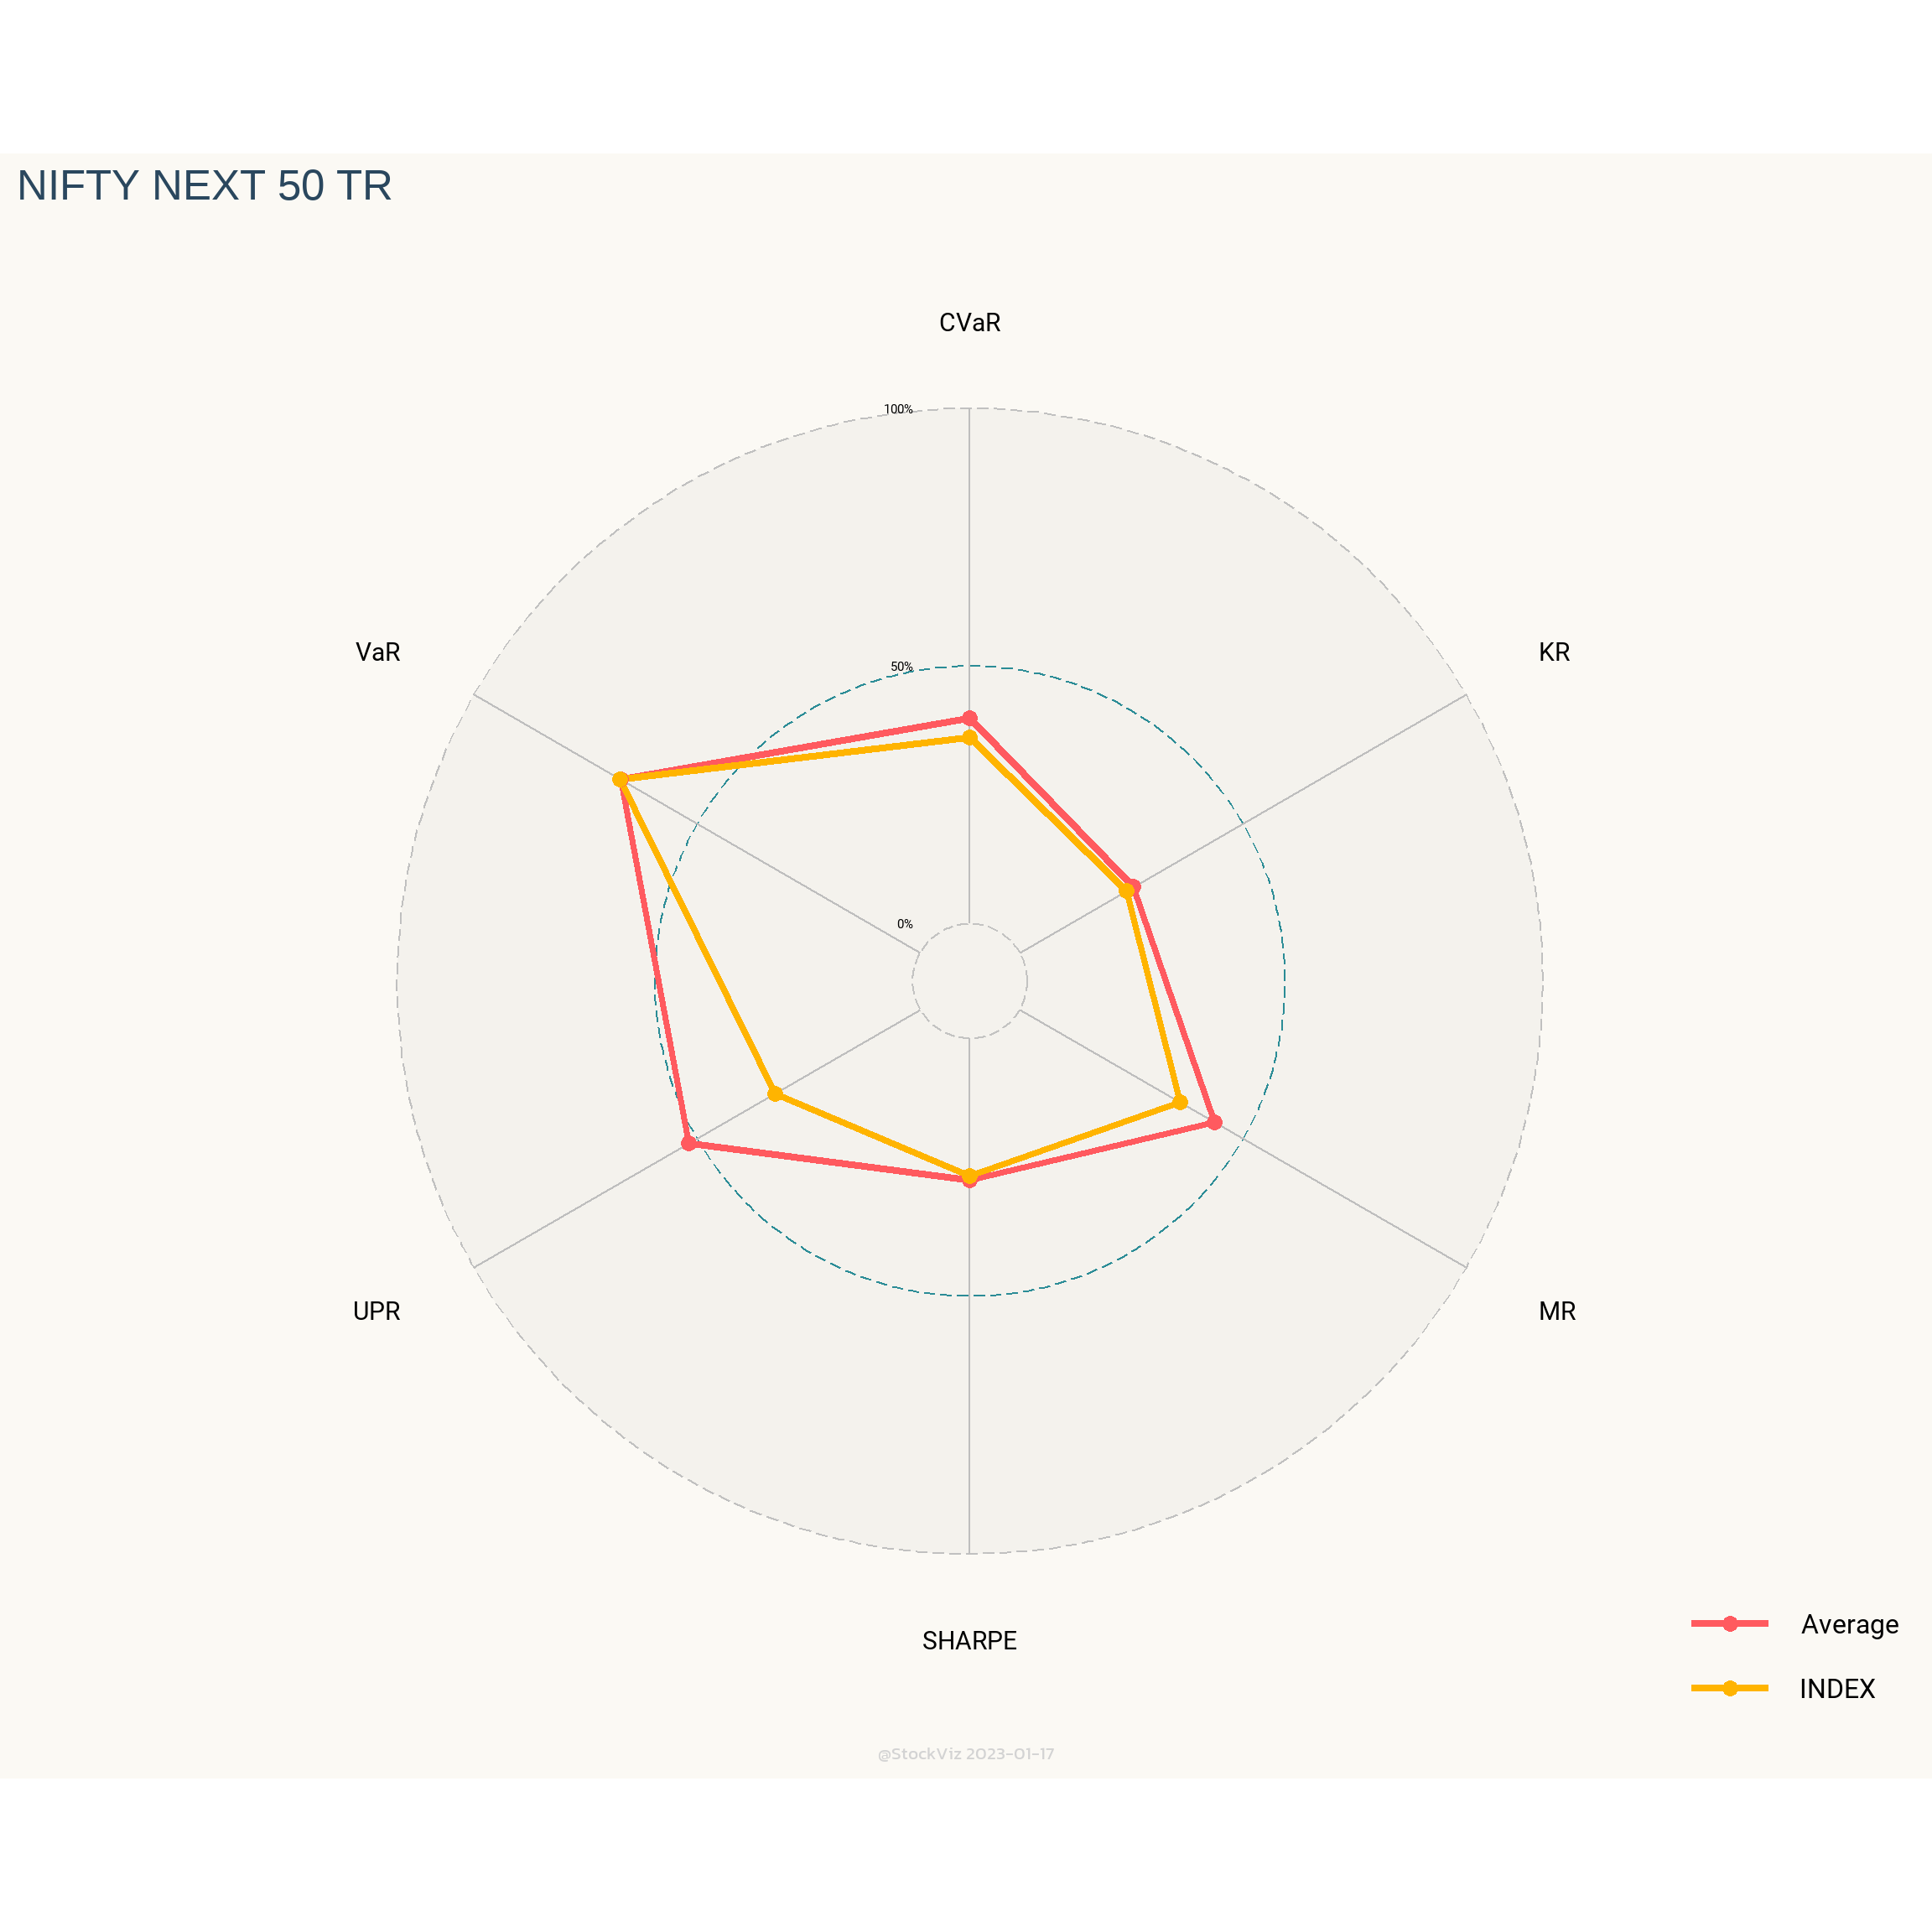 NIFTY NEXT 50 TR
CVaR
100%
VaR
KR
50%
0%
UPR
MR
SHARPE
Average
INDEX
@StockViz 2023-01-17